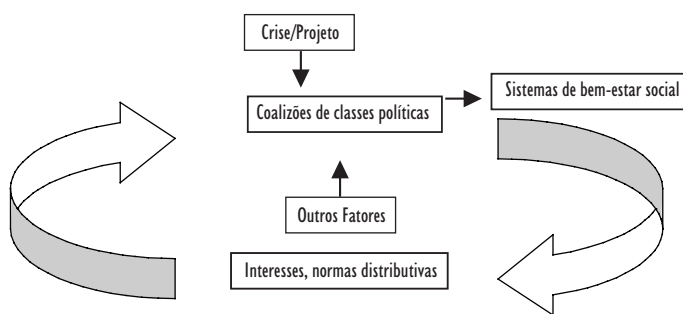 Crise/Projeto
Sistemas de bem-estar social
Coalizões de classes políticas
Outros Fatores
Interesses, normas distributivas